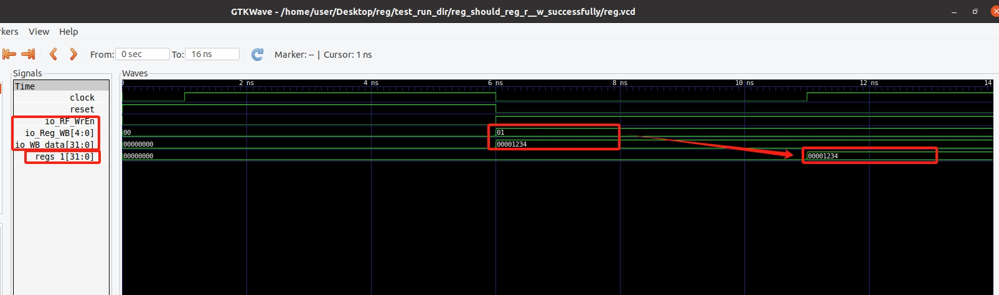 GTKWave - /home/user/Desktop/reg/test_run_dir/reg_should_reg_r__w_successfully/reg.vcd
rkers View Help
From: 0 sec To: 16 ns Marker: -- | Cursor: 1 ns
Signals
Waves
Time
0 2 ns 4 ns 6 ns 8 ns 10 ns 12 ns 14
clock
reset
io_RF_WrEn
io_Reg_WB[4:0]
00 01
io_WB_data[31:0]
00000000 00001234
regs_1[31:0]
00000000 00001234